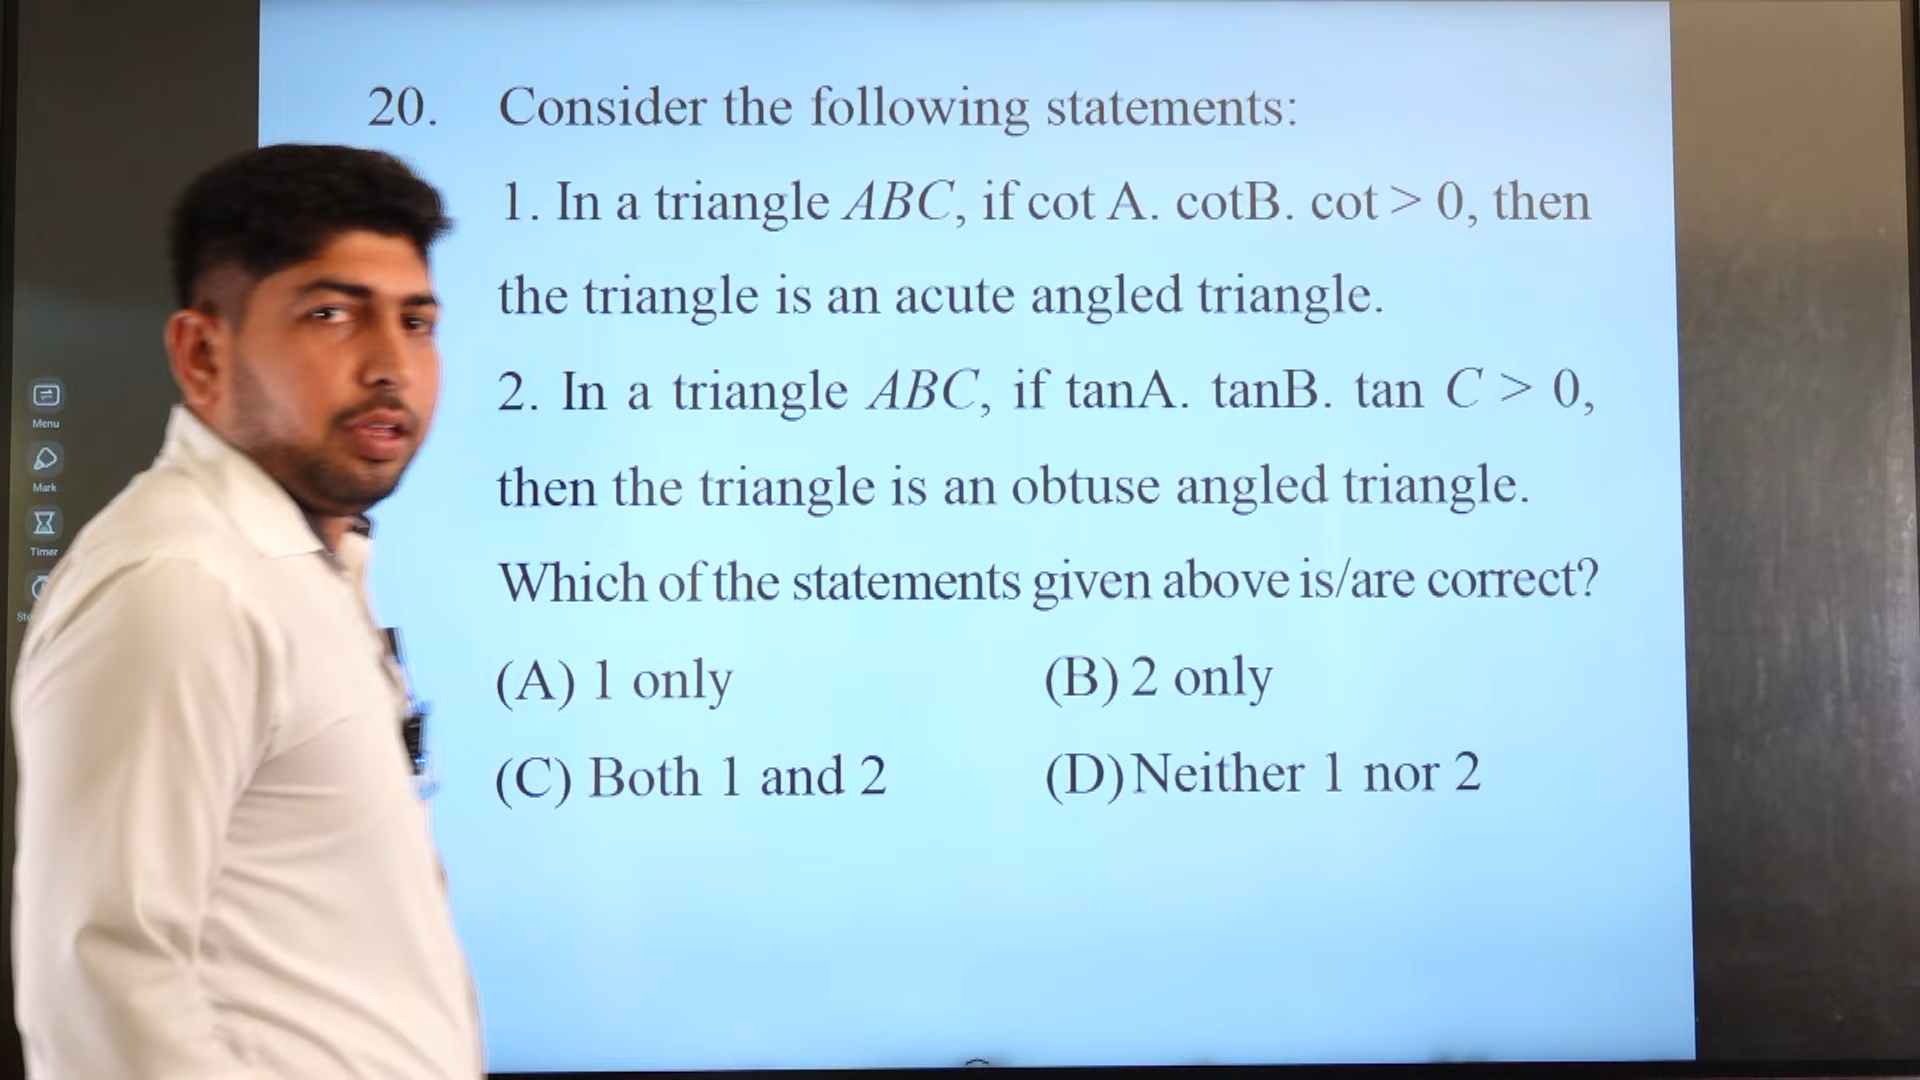 20. Consider the following statements:
1. In a triangle ABC, if cot A. cotB. cot > 0, then
the triangle is an acute angled triangle.
2. In a triangle ABC, if tanA. tanB. tan C > 0,
then the triangle is an obtuse angled triangle.
Which of the statements given above is/are correct?
(A) 1 only (B) 2 only
(C) Both 1 and 2 (D) Neither 1 nor 2
Menu
Mark
Timer